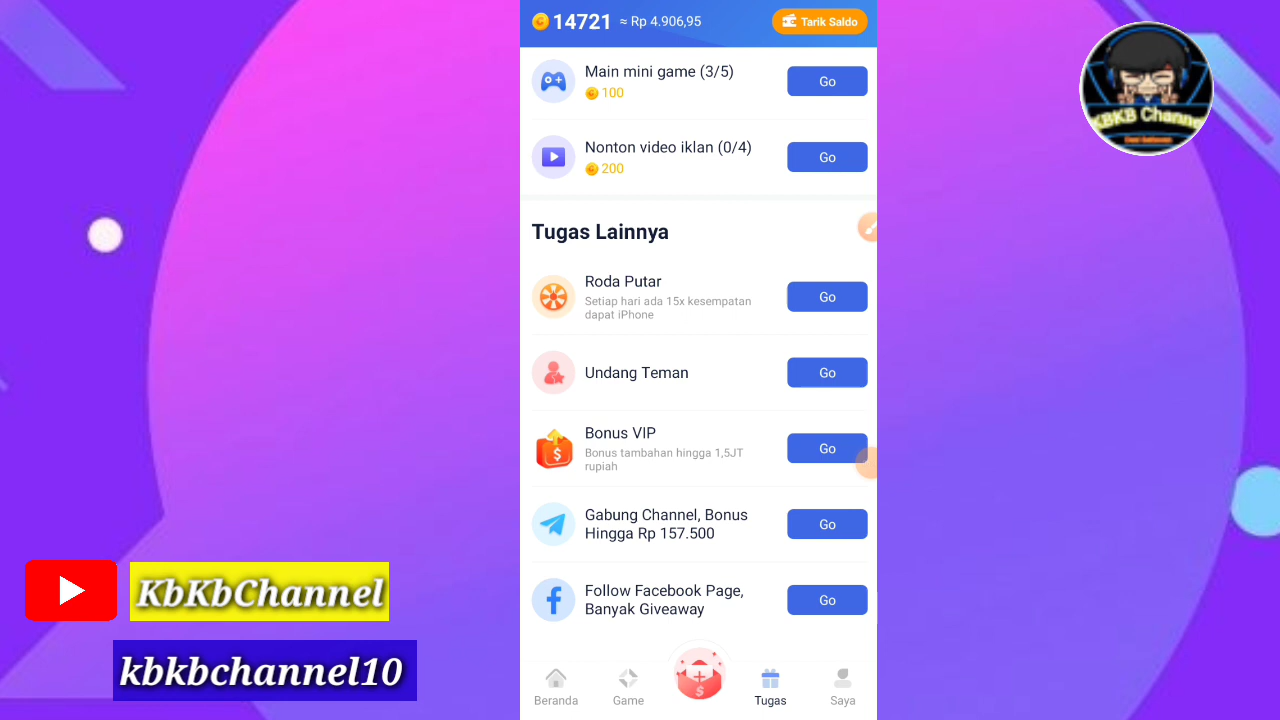 14721 ≈ Rp 4.906,95 Tarik Saldo
Main mini game (3/5)
100
Go
Nonton video iklan (0/4)
200
Go
Tugas Lainnya
Roda Putar
Setiap hari ada 15x kesempatan
dapat iPhone
Go
Undang Teman
Go
Bonus VIP
Bonus tambahan hingga 1,5JT
rupiah
Go
Gabung Channel, Bonus
Hingga Rp 157.500
Go
Follow Facebook Page,
Banyak Giveaway
Go
Beranda Game Tugas Saya
KbKbChannel
kbkbchannel10
KBKB Channe